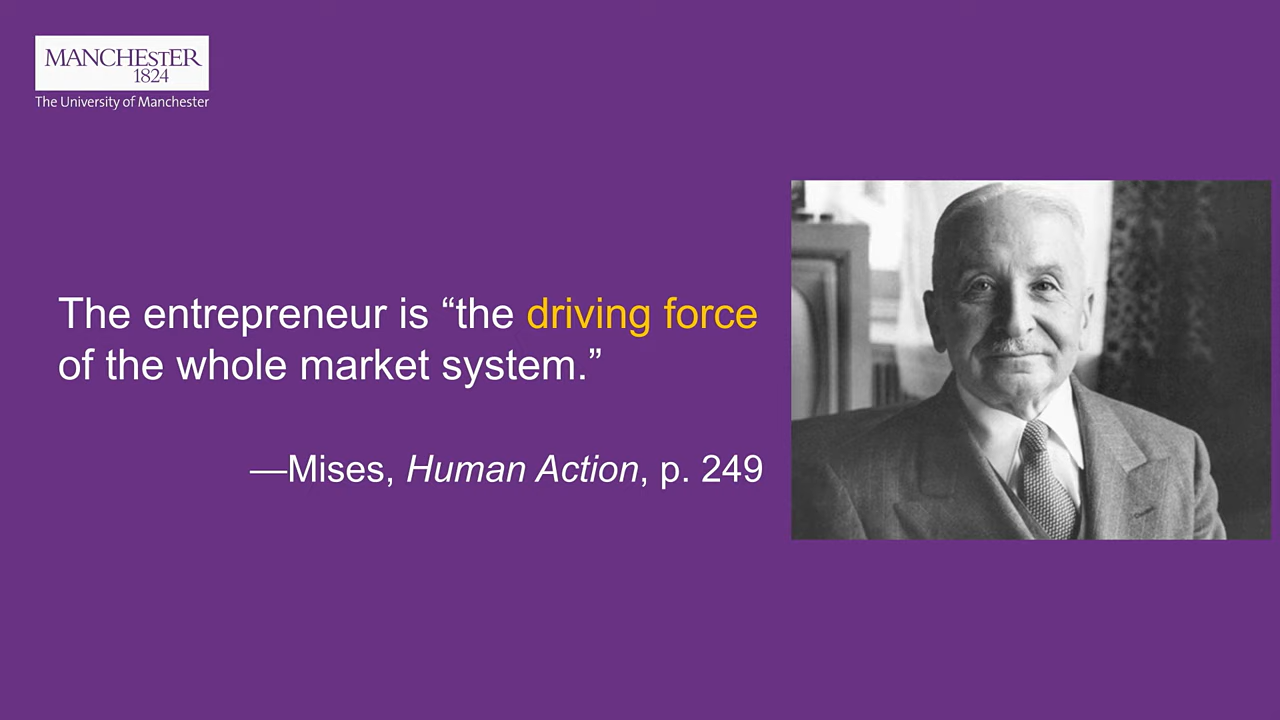 MANCHESTER
1824
The University of Manchester
The entrepreneur is “the driving force
of the whole market system.”
—Mises, Human Action, p. 249